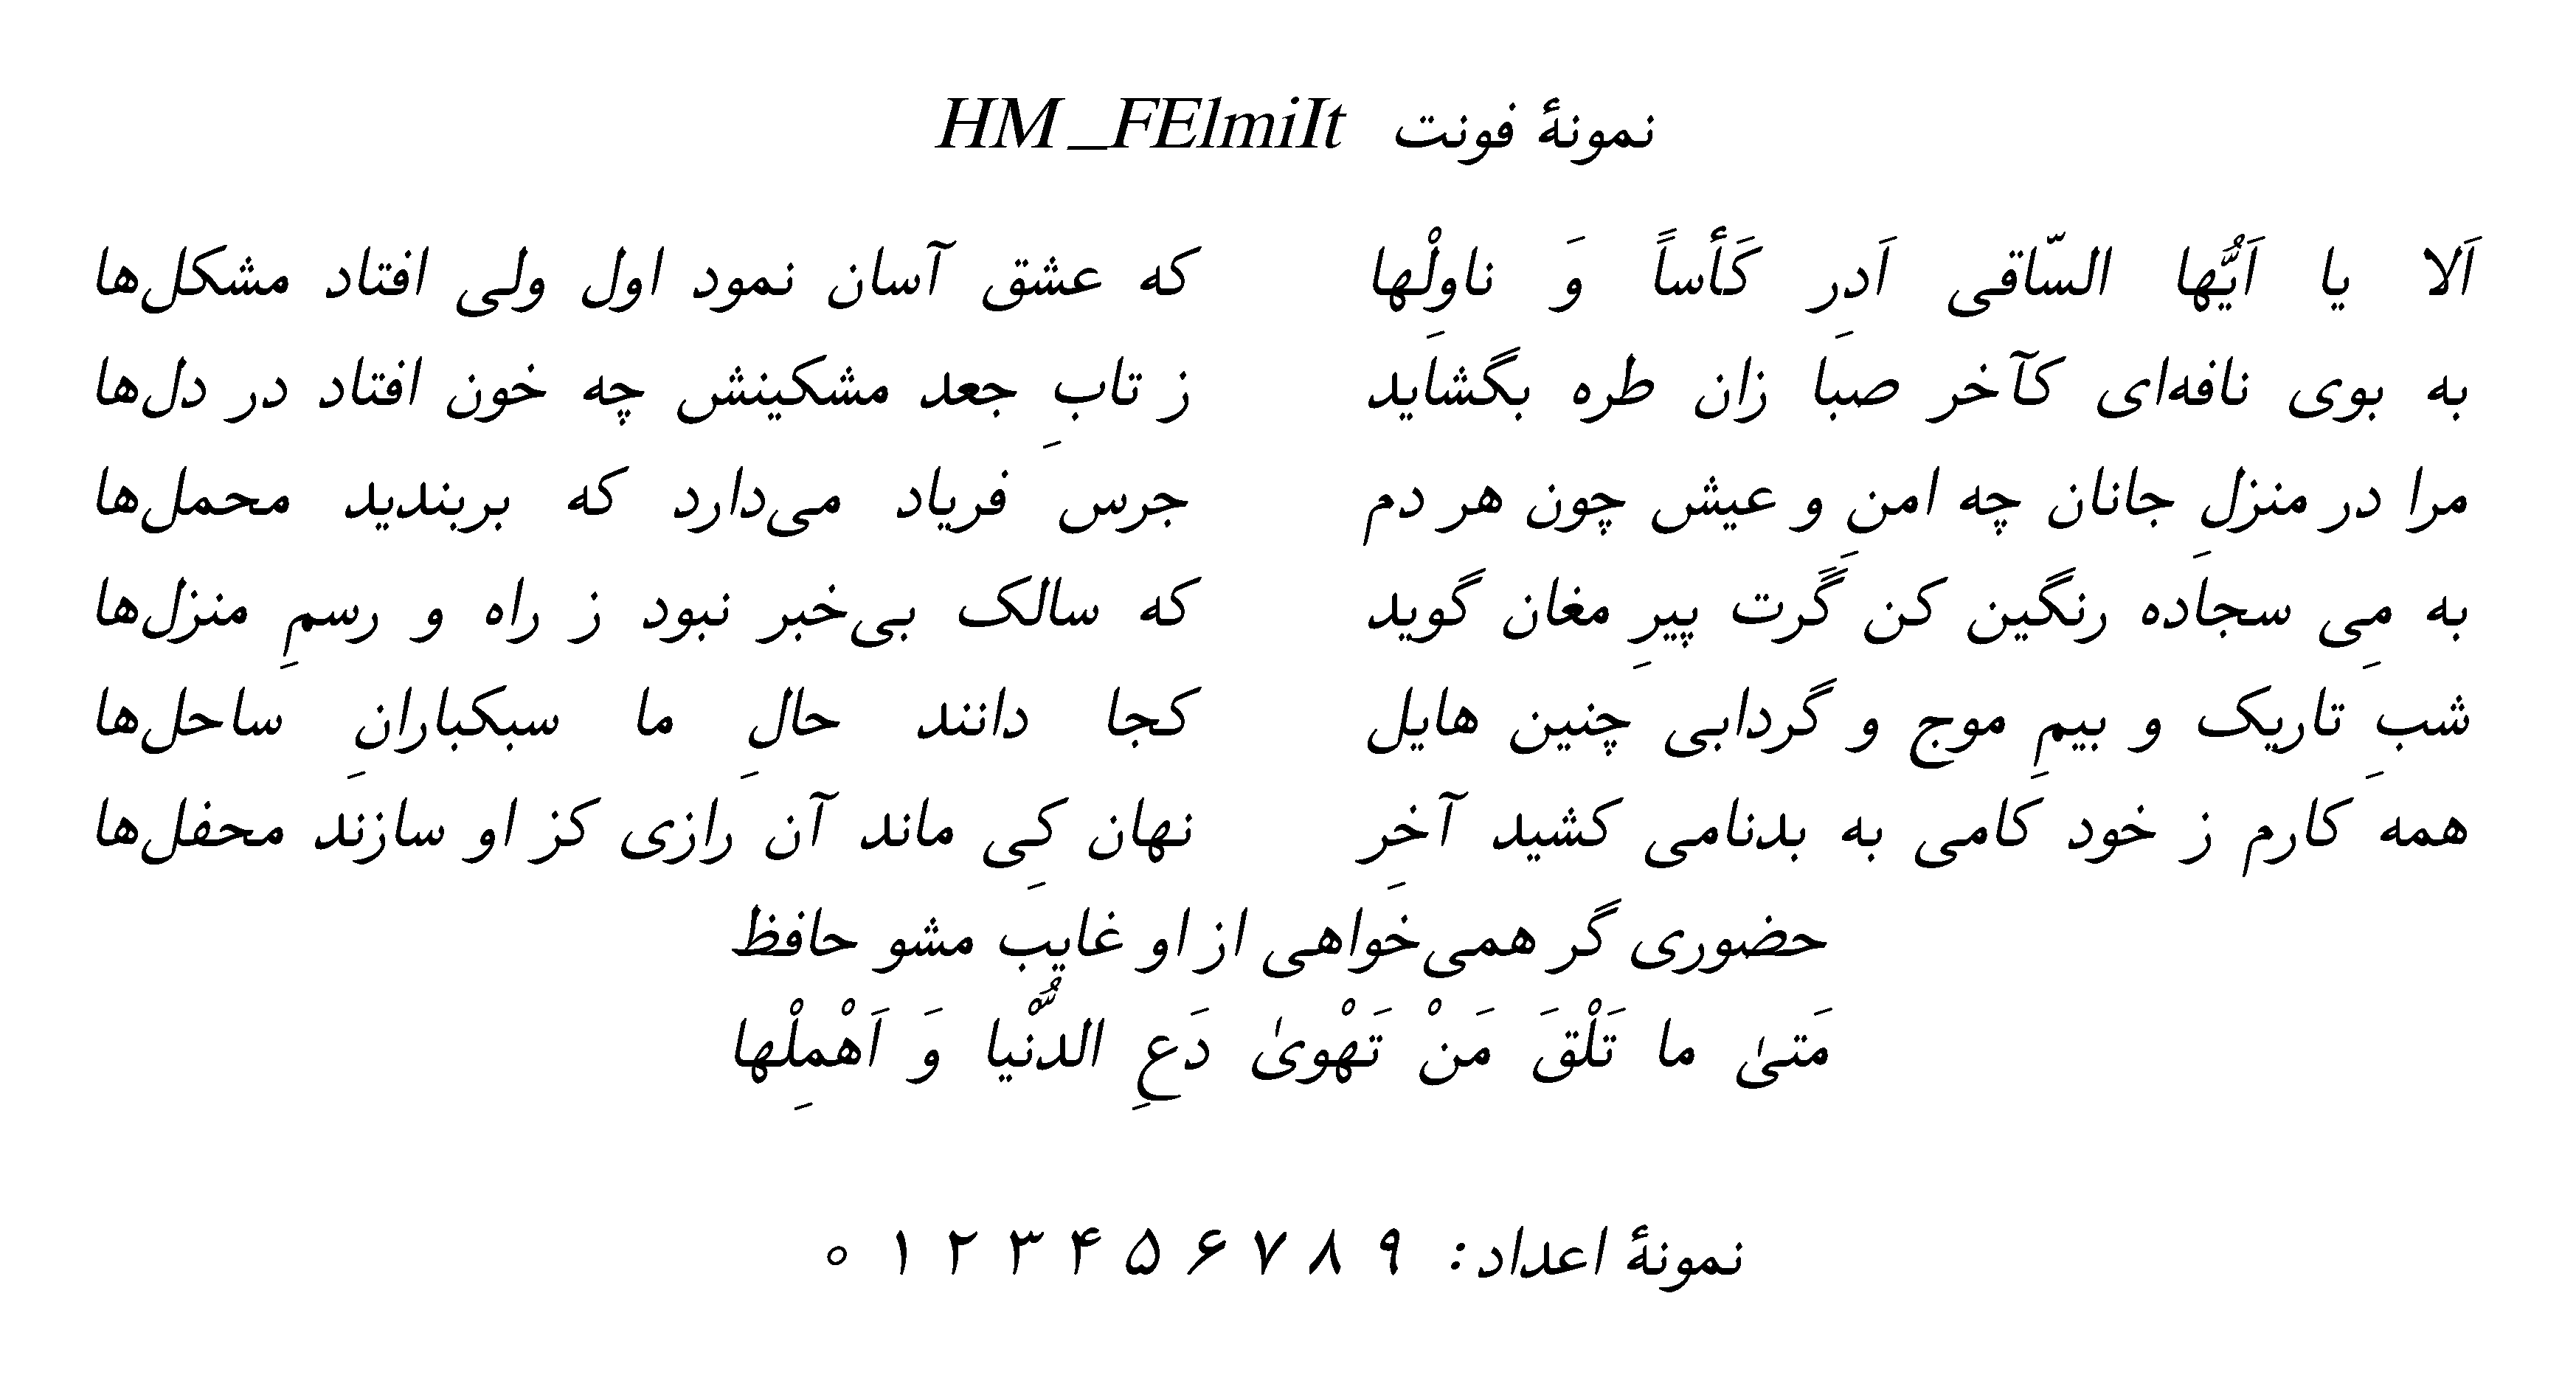 نمونهٔ فونت HM_FElmiIt
اَلا یا اَیُّها السّاقی اَدِر کَأساً وَ ناوِلْها که عشق آسان نمود اول ولی افتاد مشکل‌ها
به بوی نافه‌ای کآخر صبا زان طره بگشاید ز تابِ جعد مشکینش چه خون افتاد در دل‌ها
مرا در منزلِ جانان چه امنِ و عیش چون هر دم جرس فریاد می‌دارد که بربندید محمل‌ها
به مِی سجاده رنگین کن گَرت پیرِ مغان گوید که سالک بی‌خبر نبود ز راه و رسمِ منزل‌ها
شبِ تاریک و بیمِ موج و گردابی چنین هایل کجا دانند حالِ ما سبکبارانِ ساحل‌ها
همه کارم ز خود کامی به بدنامی کشید آخِر نهان کِی ماند آن رازی کز او سازند محفل‌ها
حضوری گر همی‌خواهی از او غایب مشو حافظ
مَتیٰ ما تَلْقَ مَنْ تَهْویٰ دَعِ الدُّنْیا وَ اَهْمِلْها
نمونهٔ اعداد: ۹ ۸ ۷ ۶ ۵ ۴ ۳ ۲ ۱ ۰